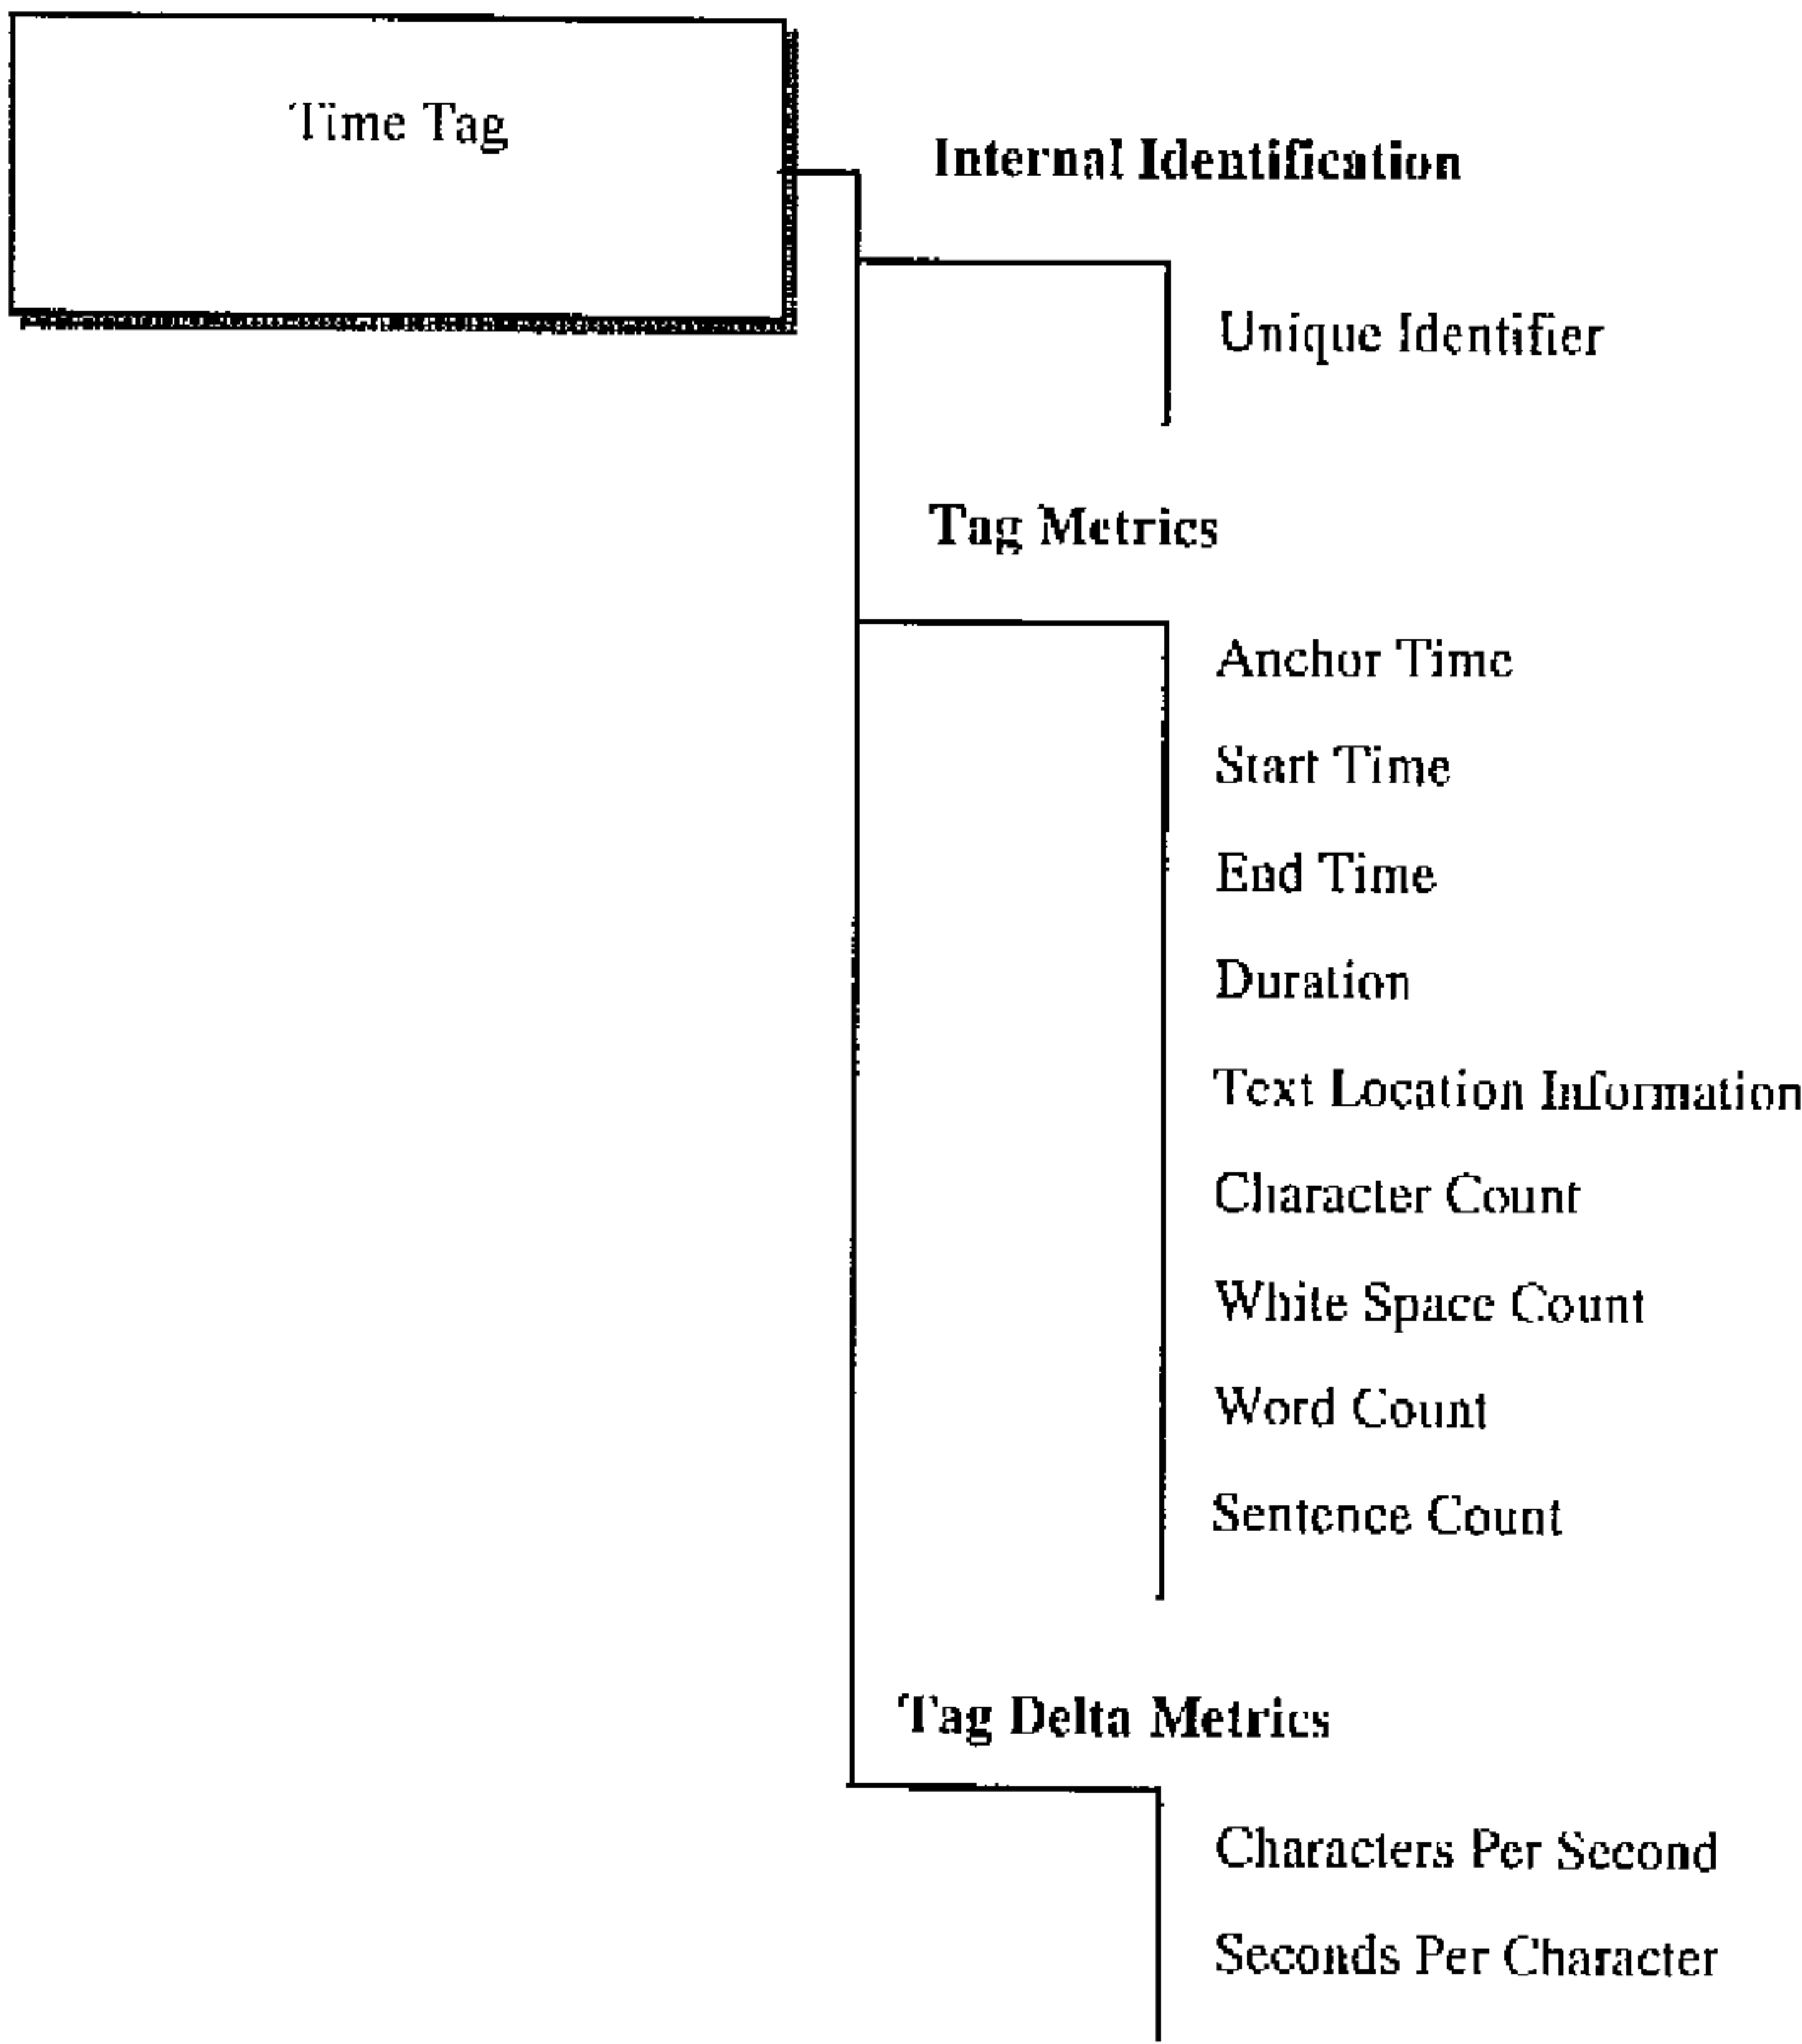 Time Tag
Internal Identification
Unique Identifier
Tag Metrics
Anchor Time
Start Time
End Time
Duration
Text Location Information
Character Count
White Space Count
Word Count
Sentence Count
Tag Delta Metrics
Characters Per Second
Seconds Per Character